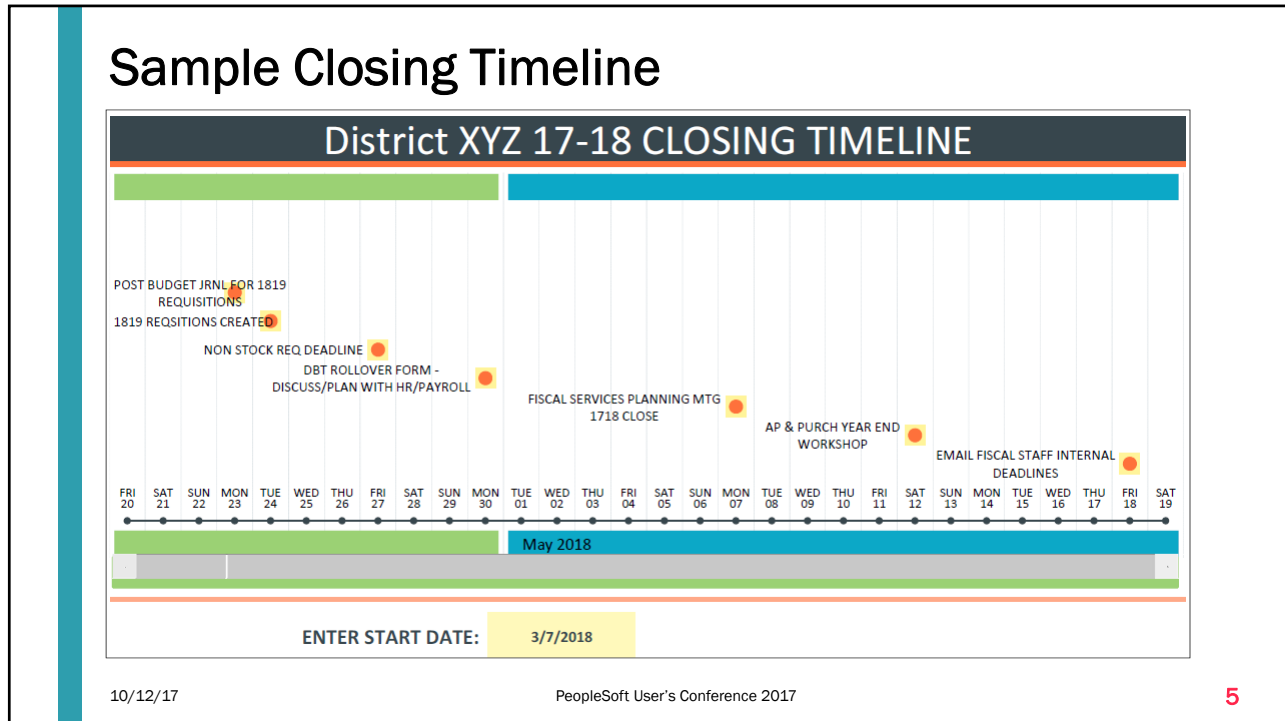 Sample Closing Timeline
District XYZ 17-18 CLOSING TIMELINE
POST BUDGET JRNL FOR 1819
REQUISITIONS
1819 REQSITIONS CREATED
NON STOCK REQ DEADLINE
DBT ROLLOVER FORM -
DISCUSS/PLAN WITH HR/PAYROLL
FISCAL SERVICES PLANNING MTG
1718 CLOSE
AP & PURCH YEAR END
WORKSHOP
EMAIL FISCAL STAFF INTERNAL
DEADLINES
FRI SAT SUN MON TUE WED THU FRI SAT SUN MON TUE WED THU FRI SAT SUN MON TUE WED THU FRI SAT SUN MON TUE WED THU FRI SAT
20 21 22 23 24 25 26 27 28 29 30 01 02 03 04 05 06 07 08 09 10 11 12 13 14 15 16 17 18 19
May 2018
ENTER START DATE: 3/7/2018
10/12/17 PeopleSoft User's Conference 2017 5